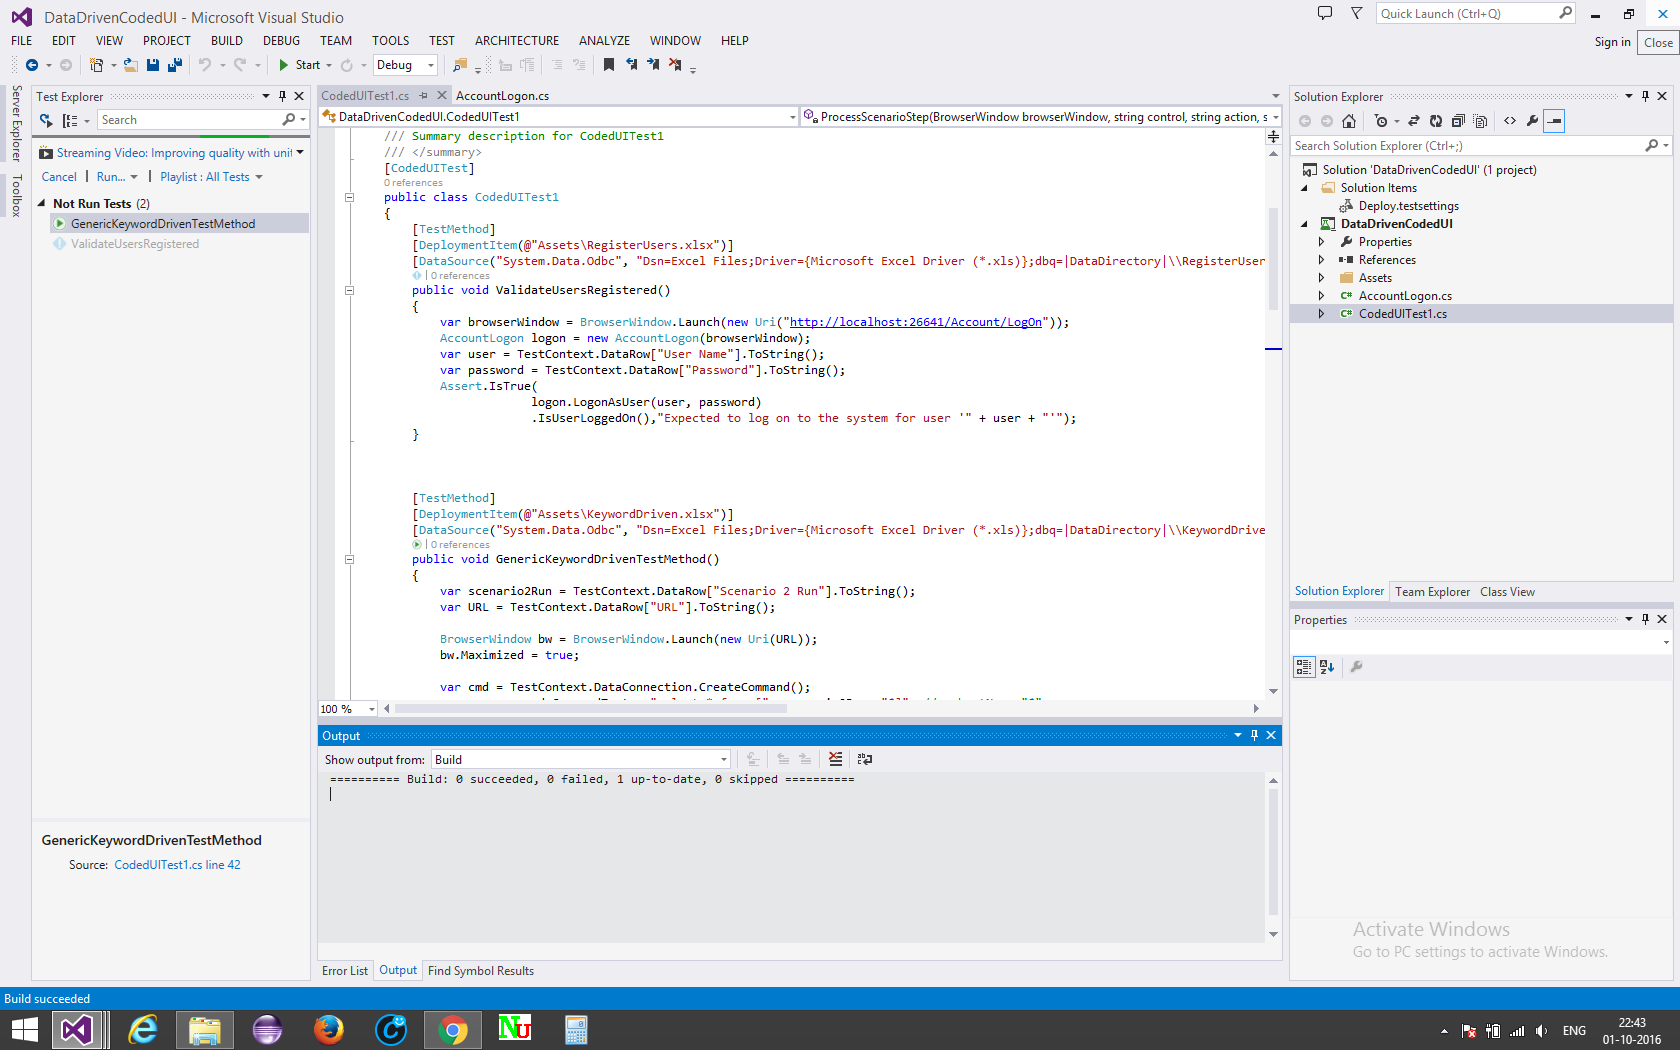 DataDrivenCodedUI - Microsoft Visual Studio
Quick Launch (Ctrl+Q)
FILE EDIT VIEW PROJECT BUILD DEBUG TEAM TOOLS TEST ARCHITECTURE ANALYZE WINDOW HELP
Sign in Close
Start Debug
Server Explorer
Toolbox
Test Explorer
Search
Streaming Video: Improving quality with unit
Cancel | Run... | Playlist : All Tests
Not Run Tests (2)
GenericKeywordDrivenTestMethod
ValidateUsersRegistered
GenericKeywordDrivenTestMethod
Source: CodedUITest1.cs line 42
CodedUITest1.cs AccountLogon.cs
DataDrivenCodedUI.CodedUITest1 ProcessScenarioStep(BrowserWindow browserWindow, string control, string action, s
/// Summary description for CodedUITest1
/// </summary>
[CodedUITest]
0 references
public class CodedUITest1
{
[TestMethod]
[DeploymentItem(@"Assets\RegisterUsers.xlsx")]
[DataSource("System.Data.Odbc", "Dsn=Excel Files;Driver={Microsoft Excel Driver (*.xls)};dbq=|DataDirectory|\\RegisterUser
| 0 references
public void ValidateUsersRegistered()
{
var browserWindow = BrowserWindow.Launch(new Uri("http://localhost:26641/Account/LogOn"));
AccountLogon logon = new AccountLogon(browserWindow);
var user = TestContext.DataRow["User Name"].ToString();
var password = TestContext.DataRow["Password"].ToString();
Assert.IsTrue(
logon.LogonAsUser(user, password)
.IsUserLoggedOn(),"Expected to log on to the system for user '" + user + "'");
}
[TestMethod]
[DeploymentItem(@"Assets\KeywordDriven.xlsx")]
[DataSource("System.Data.Odbc", "Dsn=Excel Files;Driver={Microsoft Excel Driver (*.xls)};dbq=|DataDirectory|\\KeywordDrive
| 0 references
public void GenericKeywordDrivenTestMethod()
{
var scenario2Run = TestContext.DataRow["Scenario 2 Run"].ToString();
var URL = TestContext.DataRow["URL"].ToString();
BrowserWindow bw = BrowserWindow.Launch(new Uri(URL));
bw.Maximized = true;
var cmd = TestContext.DataConnection.CreateCommand();
100 %
Output
Show output from: Build
========== Build: 0 succeeded, 0 failed, 1 up-to-date, 0 skipped ==========
Error List Output Find Symbol Results
Solution Explorer
Search Solution Explorer (Ctrl+;)
Solution 'DataDrivenCodedUI' (1 project)
Solution Items
Deploy.testsettings
DataDrivenCodedUI
Properties
References
Assets
AccountLogon.cs
CodedUITest1.cs
Solution Explorer Team Explorer Class View
Properties
Activate Windows
Go to PC settings to activate Windows.
Build succeeded
NU
ENG
22:43
01-10-2016